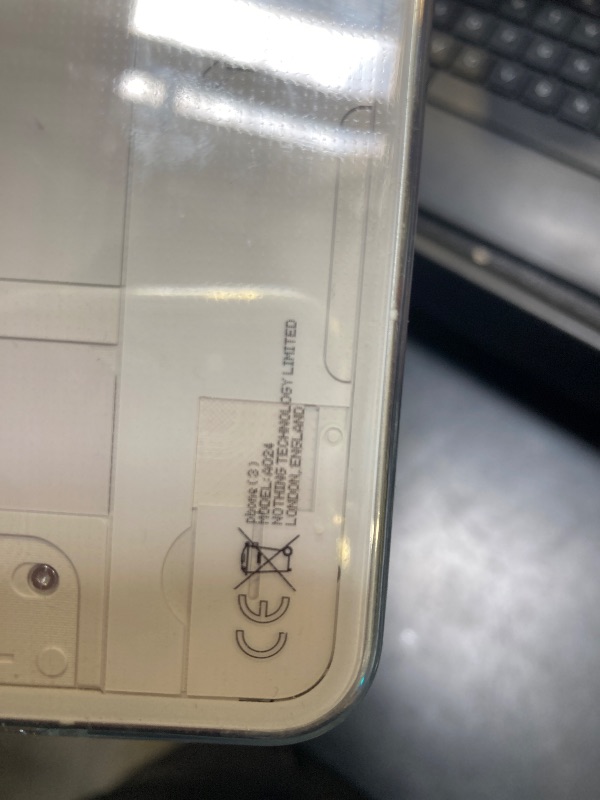 phone (3)
MODEL:A024
NOTHING TECHNOLOGY LIMITED
LONDON, ENGLAND
CE